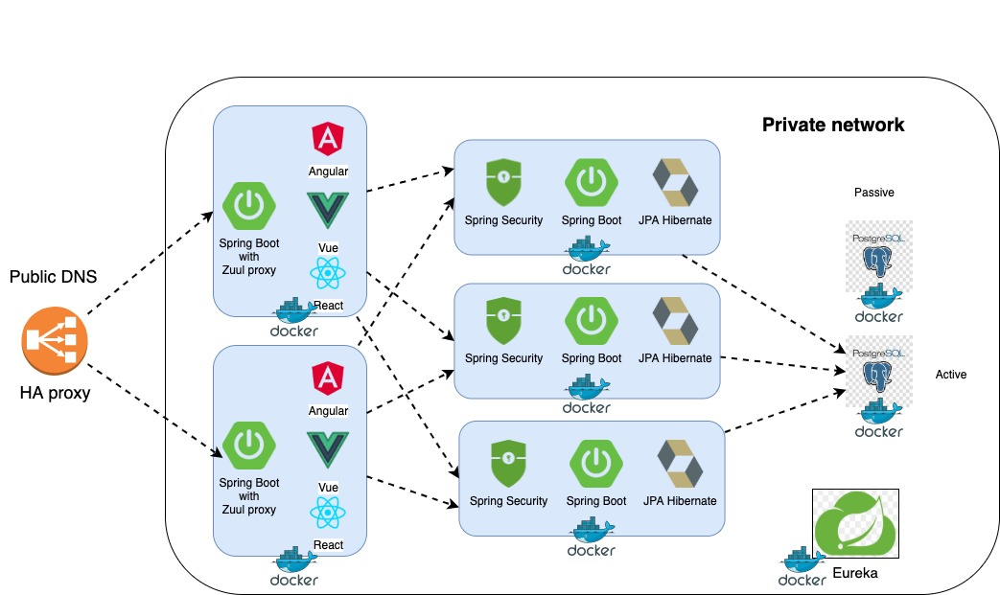 Private network
Public DNS
HA proxy
Angular
Spring Boot
with
Zuul proxy
Vue
React
docker
Angular
Spring Boot
with
Zuul proxy
Vue
React
docker
Spring Security
Spring Boot
JPA Hibernate
docker
Spring Security
Spring Boot
JPA Hibernate
docker
Spring Security
Spring Boot
JPA Hibernate
docker
Passive
PostgreSQL
docker
PostgreSQL
Active
docker
docker
Eureka